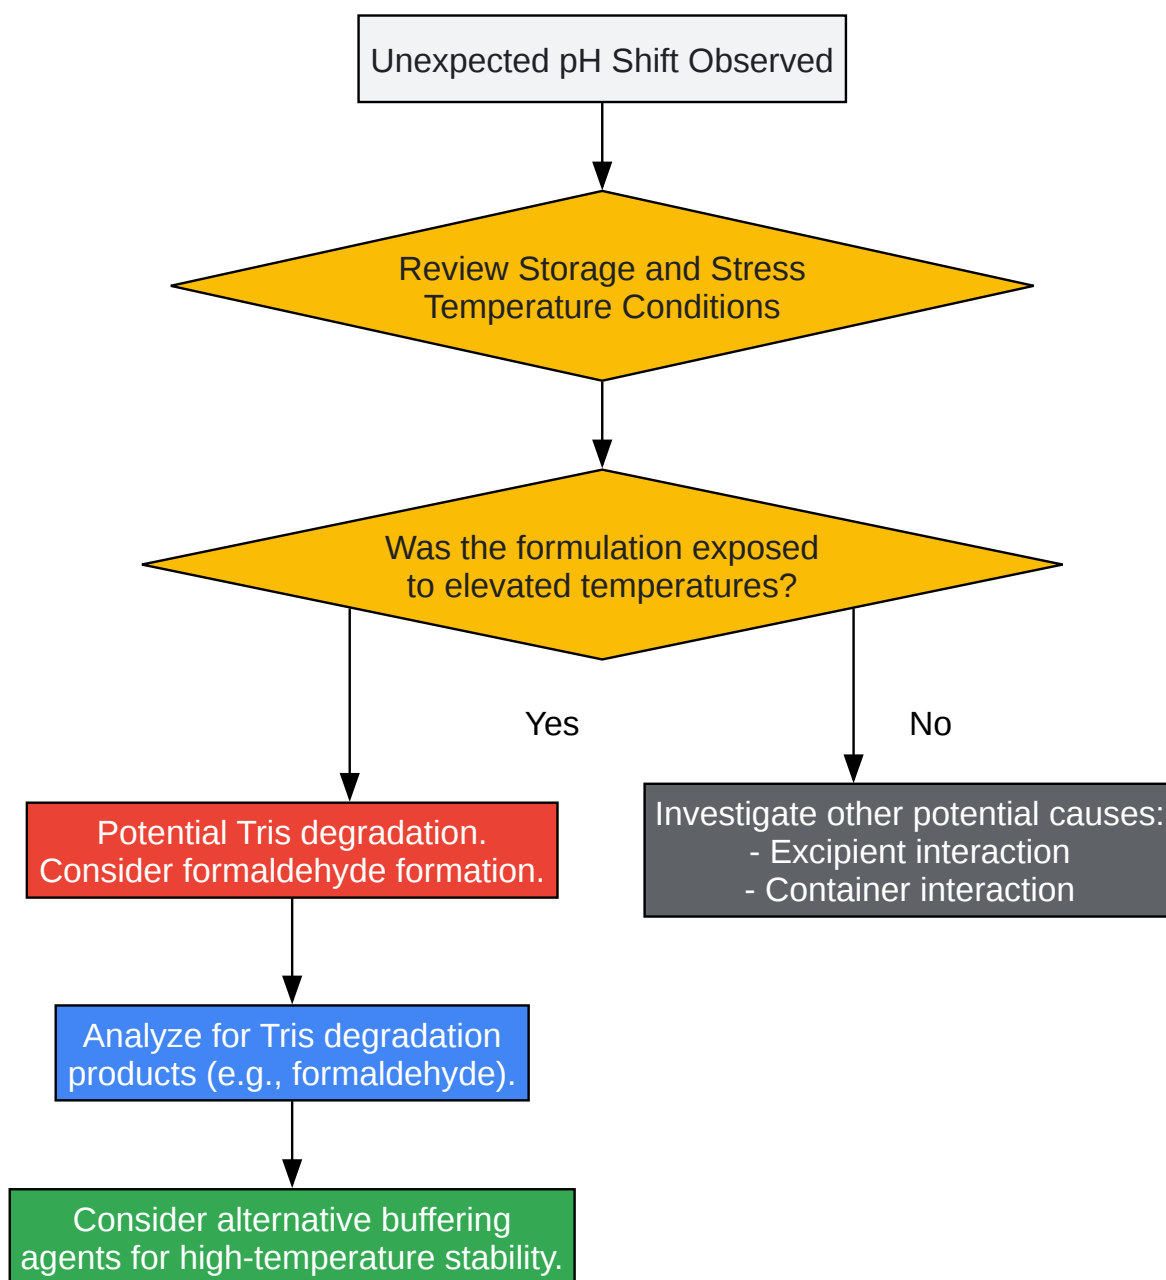 Unexpected pH Shift Observed
Review Storage and Stress
Temperature Conditions
Was the formulation exposed
to elevated temperatures?
Yes
No
Potential Tris degradation.
Consider formaldehyde formation.
Investigate other potential causes:
- Excipient interaction
- Container interaction
Analyze for Tris degradation
products (e.g., formaldehyde).
Consider alternative buffering
agents for high-temperature stability.